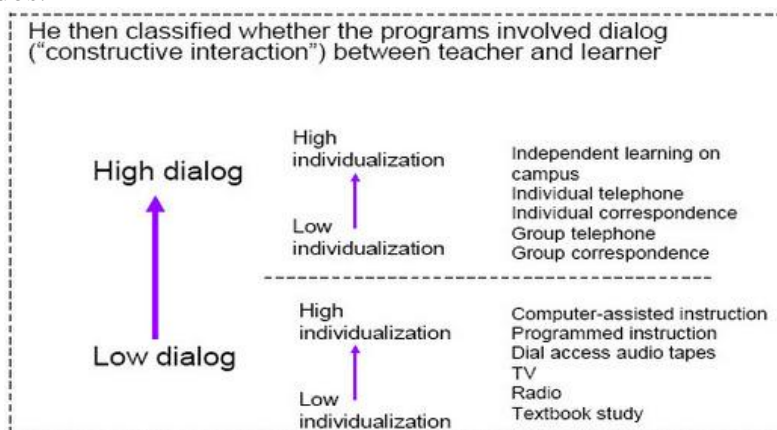 He then classified whether the programs involved dialog
("constructive interaction") between teacher and learner
High dialog
Low dialog
High
individualization
Low
individualization
Independent learning on
campus
Individual telephone
Individual correspondence
Group telephone
Group correspondence
High
individualization
Low
individualization
Computer-assisted instruction
Programmed instruction
Dial access audio tapes
TV
Radio
Textbook study